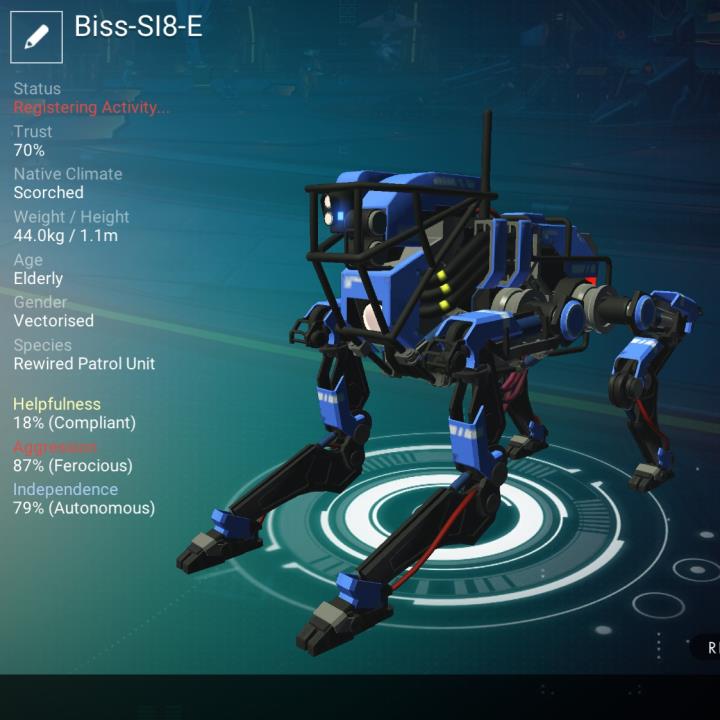 Biss-SI8-E
Status
Registering Activity...
Trust
70%
Native Climate
Scorched
Weight / Height
44.0kg / 1.1m
Age
Elderly
Gender
Vectorised
Species
Rewired Patrol Unit
Helpfulness
18% (Compliant)
Aggression
87% (Ferocious)
Independence
79% (Autonomous)